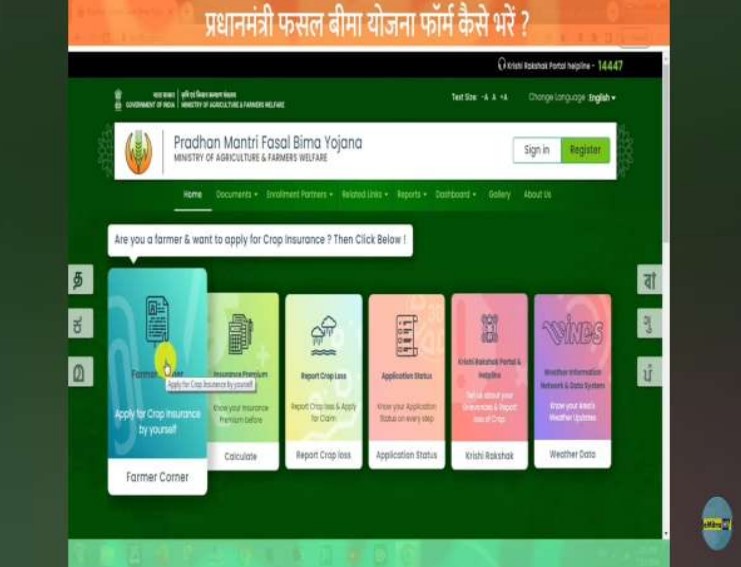 प्रधानमंत्री फसल बीमा योजना फॉर्म कैसे भरें ?
Krishi Rakshak Portal helpline - 14447
भारत सरकार
GOVERNMENT OF INDIA
कृषि एवं किसान कल्याण मंत्रालय
MINISTRY OF AGRICULTURE & FARMERS WELFARE
Text Size: -A A +A
Change Language English
Pradhan Mantri Fasal Bima Yojana
MINISTRY OF AGRICULTURE & FARMERS WELFARE
Sign in
Register
Home Documents Enrollment Partners Related Links Reports Dashboard Gallery About Us
Are you a farmer & want to apply for Crop Insurance ? Then Click Below !
Apply for Crop Insurance by yourself
Apply for Crop Insurance
by yourself
Farmer Corner
Insurance Premium
Know your Insurance
Premium before
Calculate
Report Crop Loss
Report Crop loss & Apply
for Claim
Report Crop loss
Application Status
Know your Application
Status on every step
Application Status
Krishi Rakshak Portal &
Helpline
Tell us about your
Grievances & Report
loss of Crop
Krishi Rakshak
WINDS
Weather Information
Network & Data System
Know your Area's
Weather Updates
Weather Data